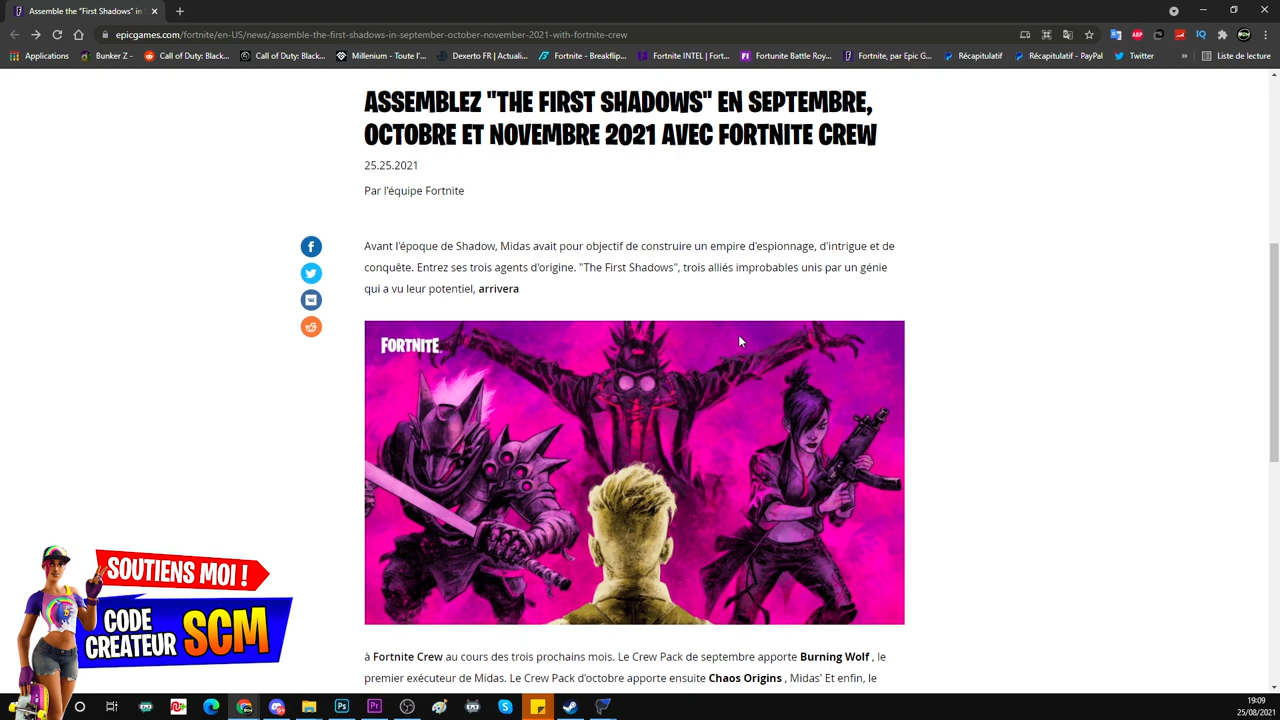 Assemble the "First Shadows" in
epicgames.com/fortnite/en-US/news/assemble-the-first-shadows-in-september-october-november-2021-with-fortnite-crew
Applications
Bunker Z -
Call of Duty: Black...
Call of Duty: Black...
Millenium - Toute l'...
Dexerto FR | Actuali...
Fortnite - Breakflip...
Fortnite INTEL | Fort...
Fortunite Battle Roy...
Fortnite, par Epic G...
Récapitulatif
Récapitulatif - PayPal
Twitter
»
Liste de lecture
ASSEMBLEZ "THE FIRST SHADOWS" EN SEPTEMBRE,
OCTOBRE ET NOVEMBRE 2021 AVEC FORTNITE CREW
25.25.2021
Par l'équipe Fortnite
Avant l'époque de Shadow, Midas avait pour objectif de construire un empire d'espionnage, d'intrigue et de
conquête. Entrez ses trois agents d'origine. "The First Shadows", trois alliés improbables unis par un génie
qui a vu leur potentiel, arrivera
FORTNITE
à Fortnite Crew au cours des trois prochains mois. Le Crew Pack de septembre apporte Burning Wolf , le
premier exécuteur de Midas. Le Crew Pack d'octobre apporte ensuite Chaos Origins , Midas' Et enfin, le
SOUTIENS MOI !
CODE
CREATEUR SCM
19:09
25/08/2021